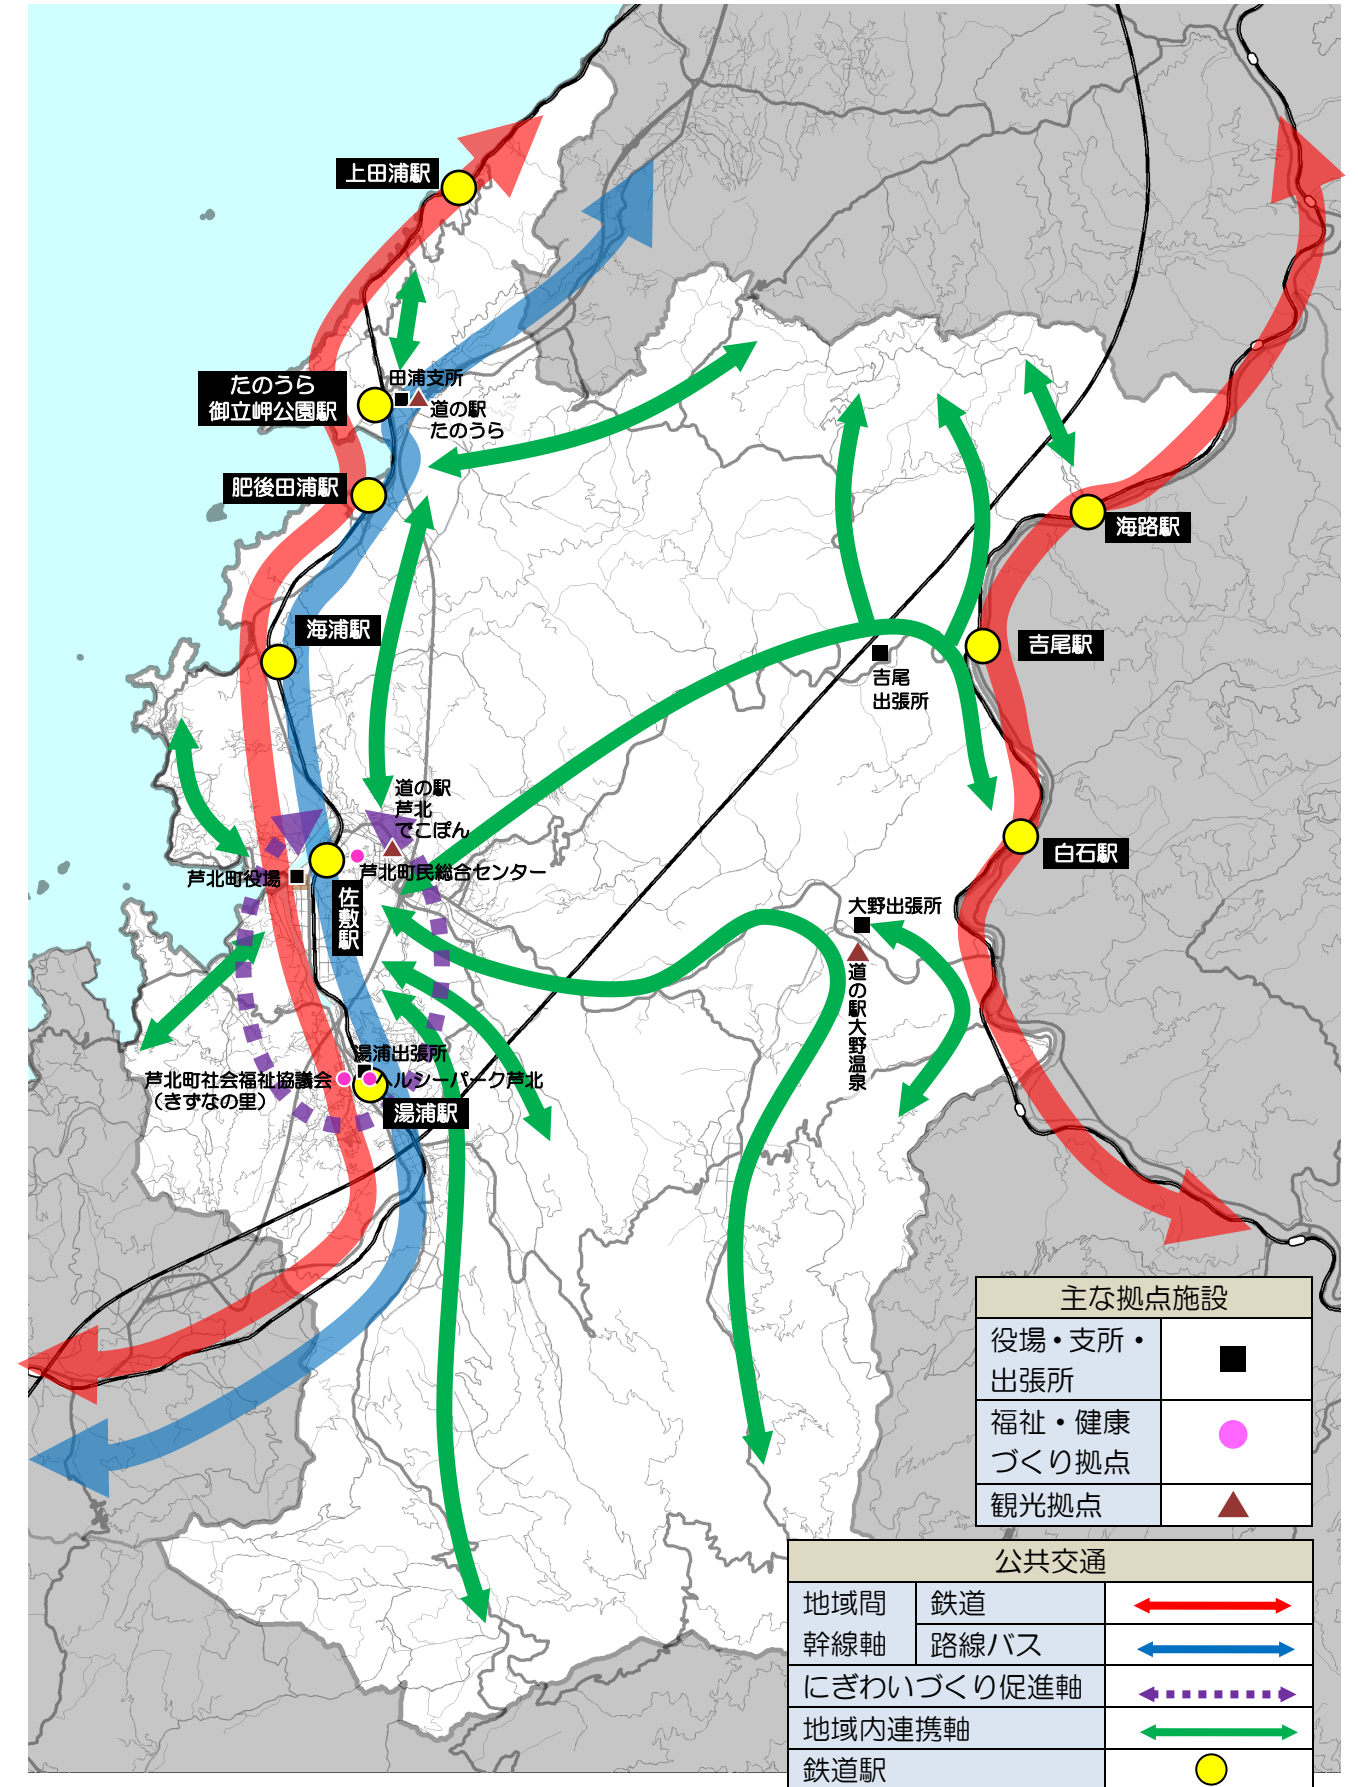 上田浦駅
たのうら
御立岬公園駅
田浦支所
道の駅
たのうら
肥後田浦駅
海路駅
海浦駅
吉尾駅
吉尾
出張所
道の駅
芦北
でこぽん
白石駅
芦北町役場
芦北町民総合センター
佐敷駅
大野出張所
道の駅大野温泉
湯浦出張所
芦北町社会福祉協議会
（きずなの里）
ヘルシーパーク芦北
湯浦駅
主な拠点施設
役場・支所・
出張所
福祉・健康
づくり拠点
観光拠点
公共交通
地域間
幹線軸
鉄道
路線バス
にぎわいづくり促進軸
地域内連携軸
鉄道駅